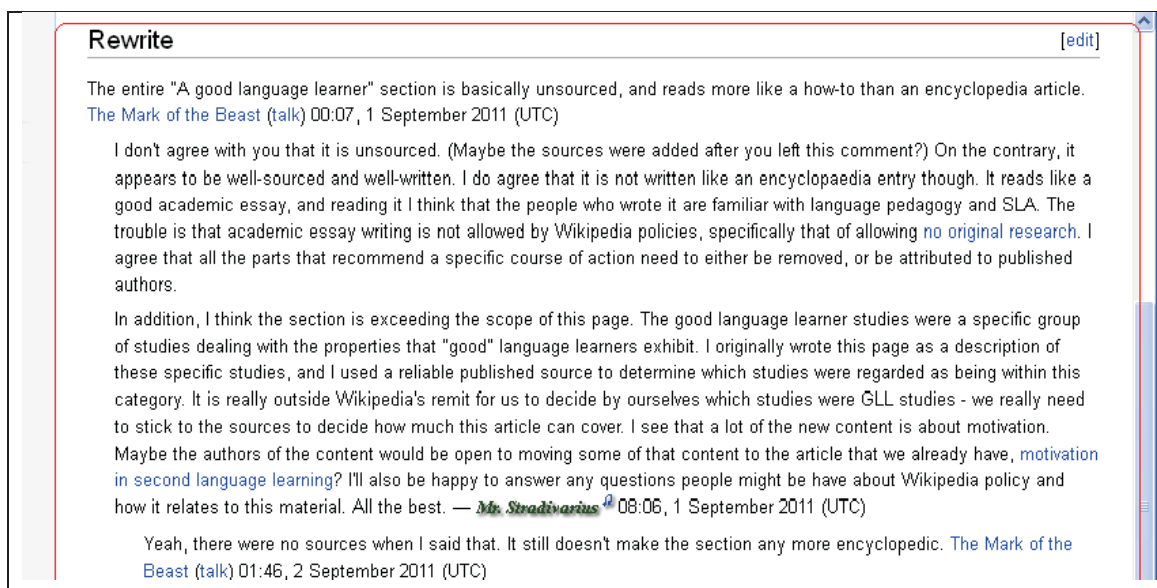 Rewrite [edit]
The entire "A good language learner" section is basically unsourced, and reads more like a how-to than an encyclopedia article.
The Mark of the Beast (talk) 00:07, 1 September 2011 (UTC)
I don't agree with you that it is unsourced. (Maybe the sources were added after you left this comment?) On the contrary, it
appears to be well-sourced and well-written. I do agree that it is not written like an encyclopaedia entry though. It reads like a
good academic essay, and reading it I think that the people who wrote it are familiar with language pedagogy and SLA. The
trouble is that academic essay writing is not allowed by Wikipedia policies, specifically that of allowing no original research. I
agree that all the parts that recommend a specific course of action need to either be removed, or be attributed to published
authors.
In addition, I think the section is exceeding the scope of this page. The good language learner studies were a specific group
of studies dealing with the properties that "good" language learners exhibit. I originally wrote this page as a description of
these specific studies, and I used a reliable published source to determine which studies were regarded as being within this
category. It is really outside Wikipedia's remit for us to decide by ourselves which studies were GLL studies - we really need
to stick to the sources to decide how much this article can cover. I see that a lot of the new content is about motivation.
Maybe the authors of the content would be open to moving some of that content to the article that we already have, motivation
in second language learning? I'll also be happy to answer any questions people might be have about Wikipedia policy and
how it relates to this material. All the best. — Mr. Stradivarius ♫ 08:06, 1 September 2011 (UTC)
Yeah, there were no sources when I said that. It still doesn't make the section any more encyclopedic. The Mark of the
Beast (talk) 01:46, 2 September 2011 (UTC)